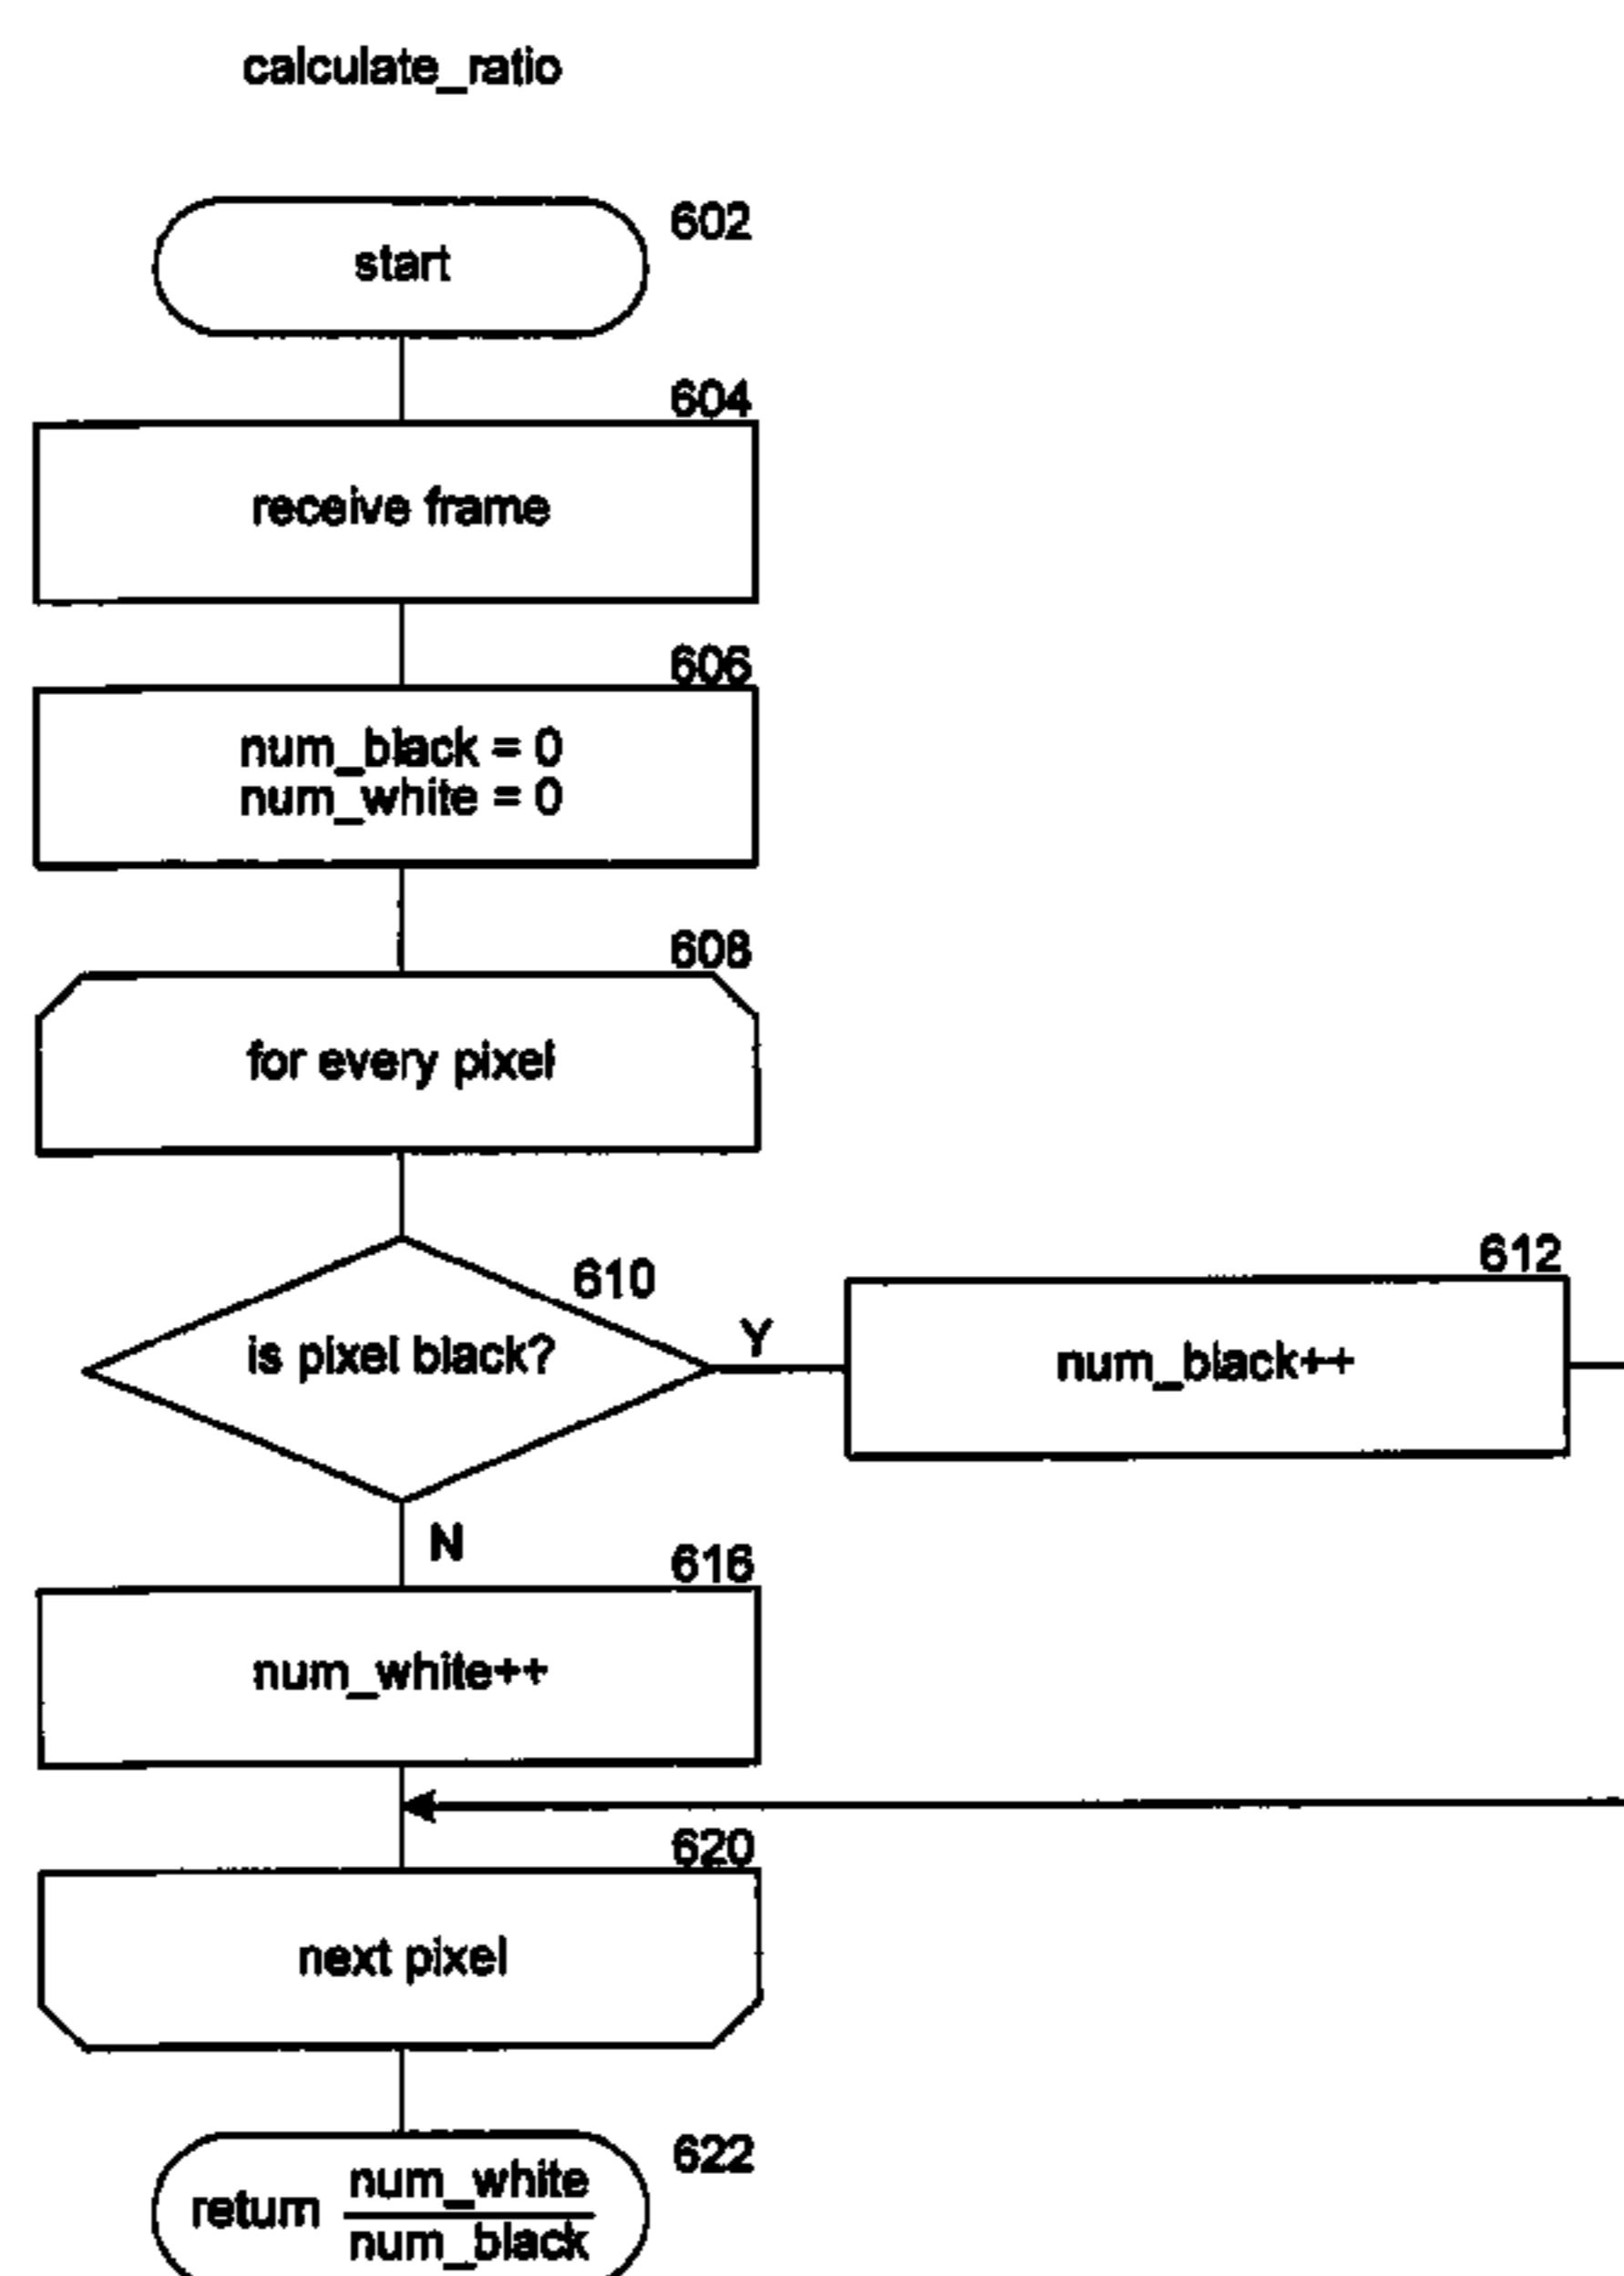 calculate_ratio
602
start
604
receive frame
606
num_black = 0
num_white = 0
608
for every pixel
610
is pixel black?
Y
612
num_black++
N
616
num_white++
620
next pixel
622
return num_white
num_black